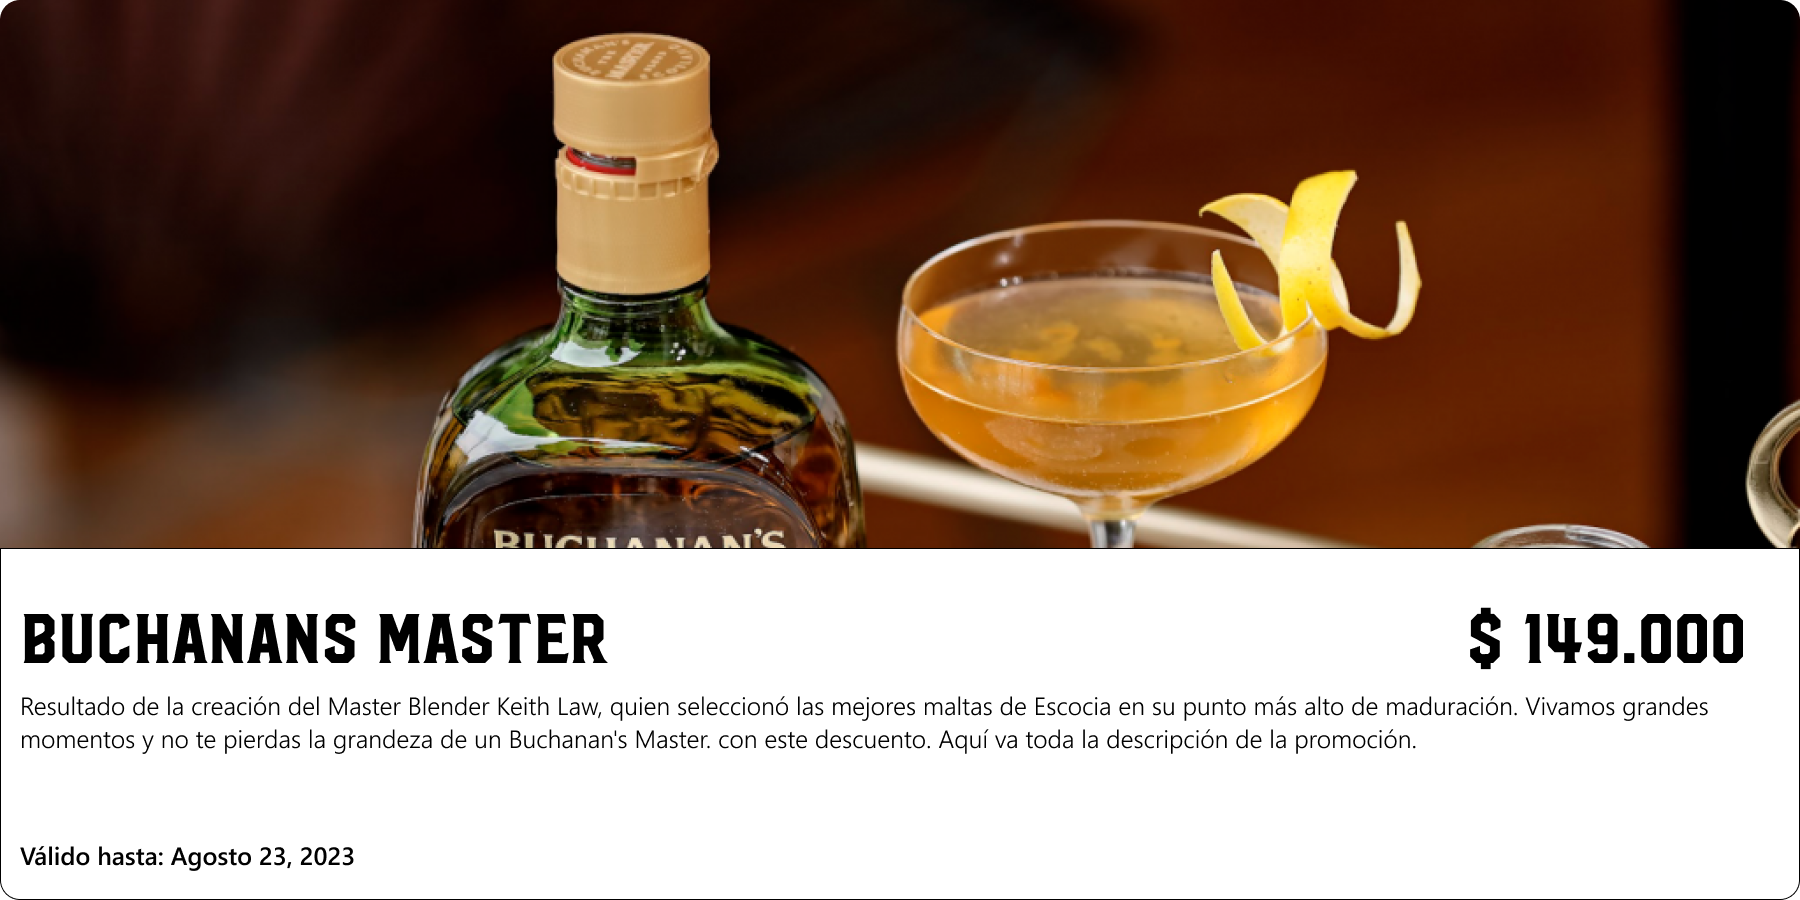 MASTER
BUCHANAN'S
BUCHANANS MASTER
$ 149.000
Resultado de la creación del Master Blender Keith Law, quien seleccionó las mejores maltas de Escocia en su punto más alto de maduración. Vivamos grandes
momentos y no te pierdas la grandeza de un Buchanan's Master. con este descuento. Aquí va toda la descripción de la promoción.
Válido hasta: Agosto 23, 2023